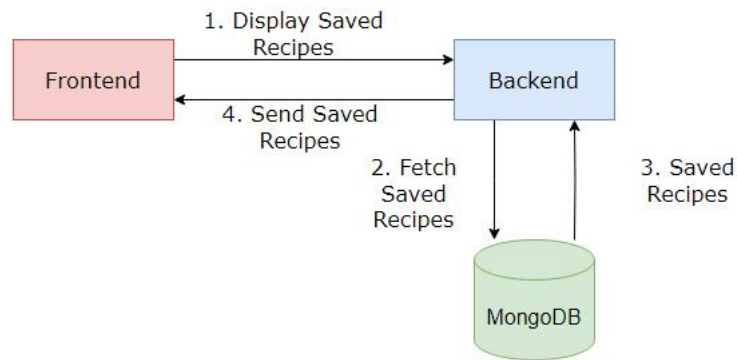 1. Display Saved
Recipes
Frontend
Backend
4. Send Saved
Recipes
2. Fetch
Saved
Recipes
3. Saved
Recipes
MongoDB